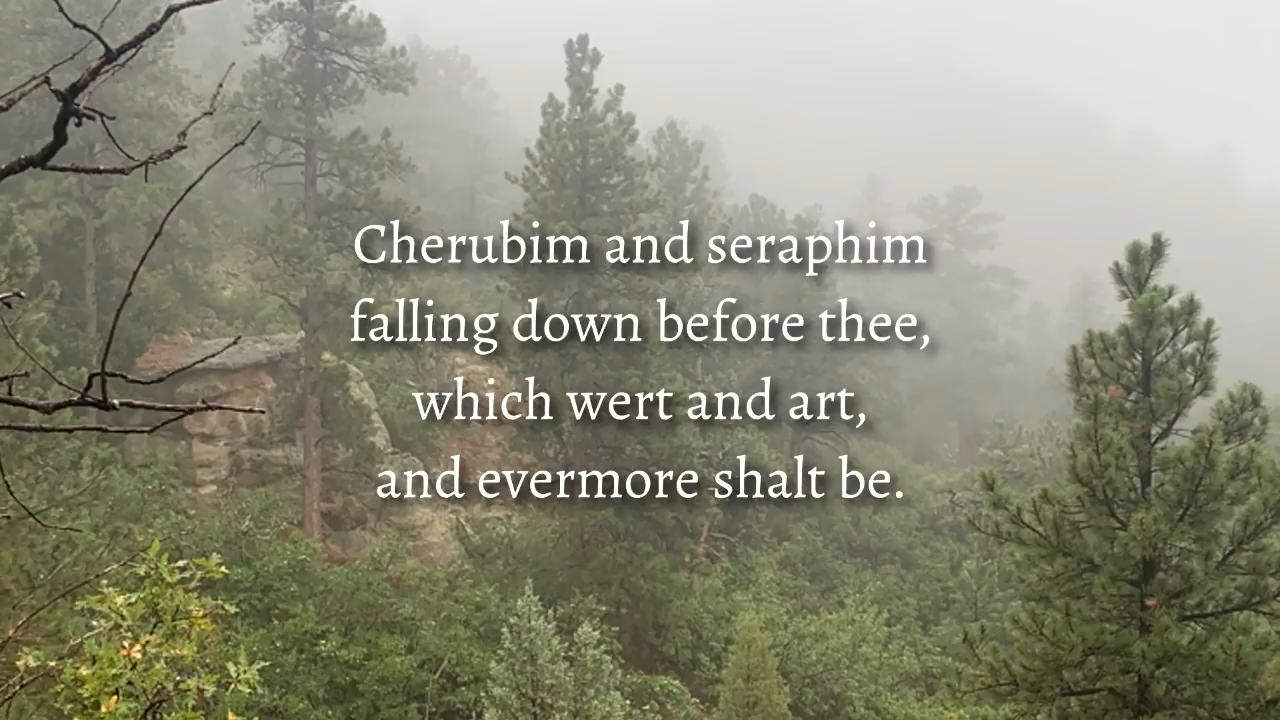 Cherubim and seraphim
falling down before thee,
which wert and art,
and evermore shalt be.